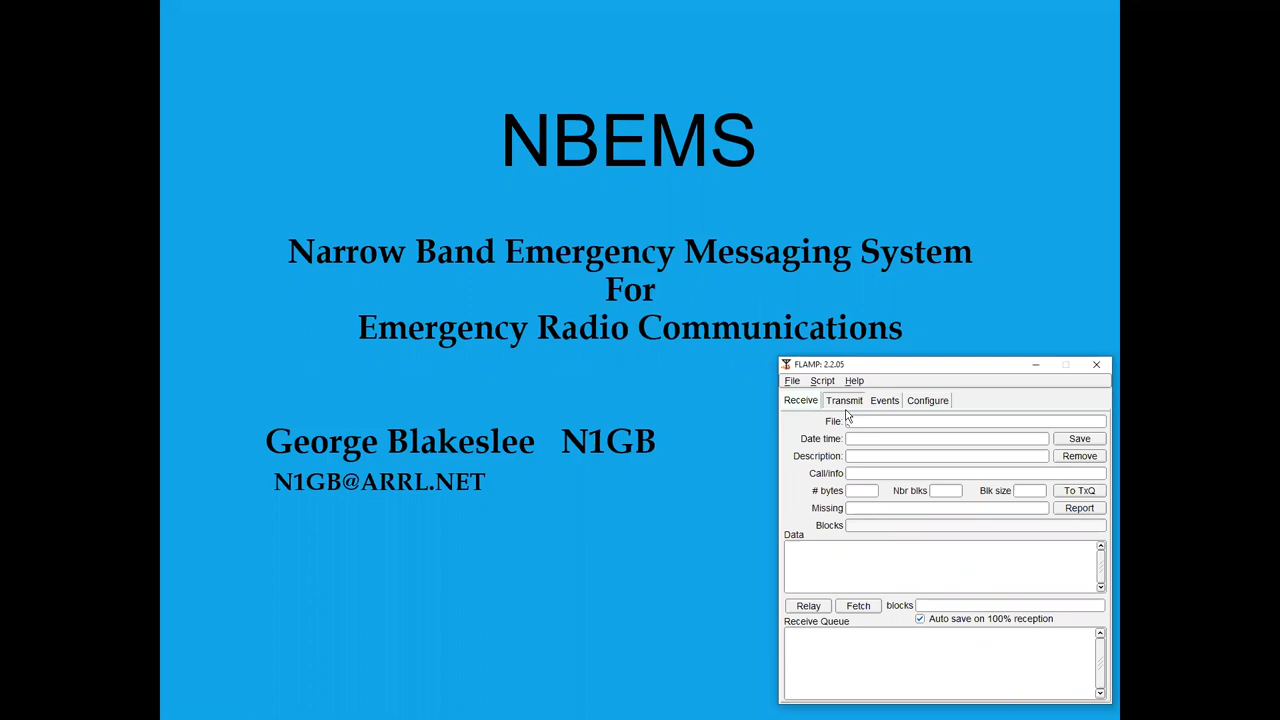 NBEMS
Narrow Band Emergency Messaging System
For
Emergency Radio Communications
George Blakeslee N1GB
N1GB@ARRL.NET
FLAMP: 2.2.05
File Script Help
Receive Transmit Events Configure
File:
Date time: Save
Description: Remove
Call/info
# bytes Nbr blks Blk size To TxQ
Missing Report
Blocks
Data
Relay Fetch blocks
Auto save on 100% reception
Receive Queue